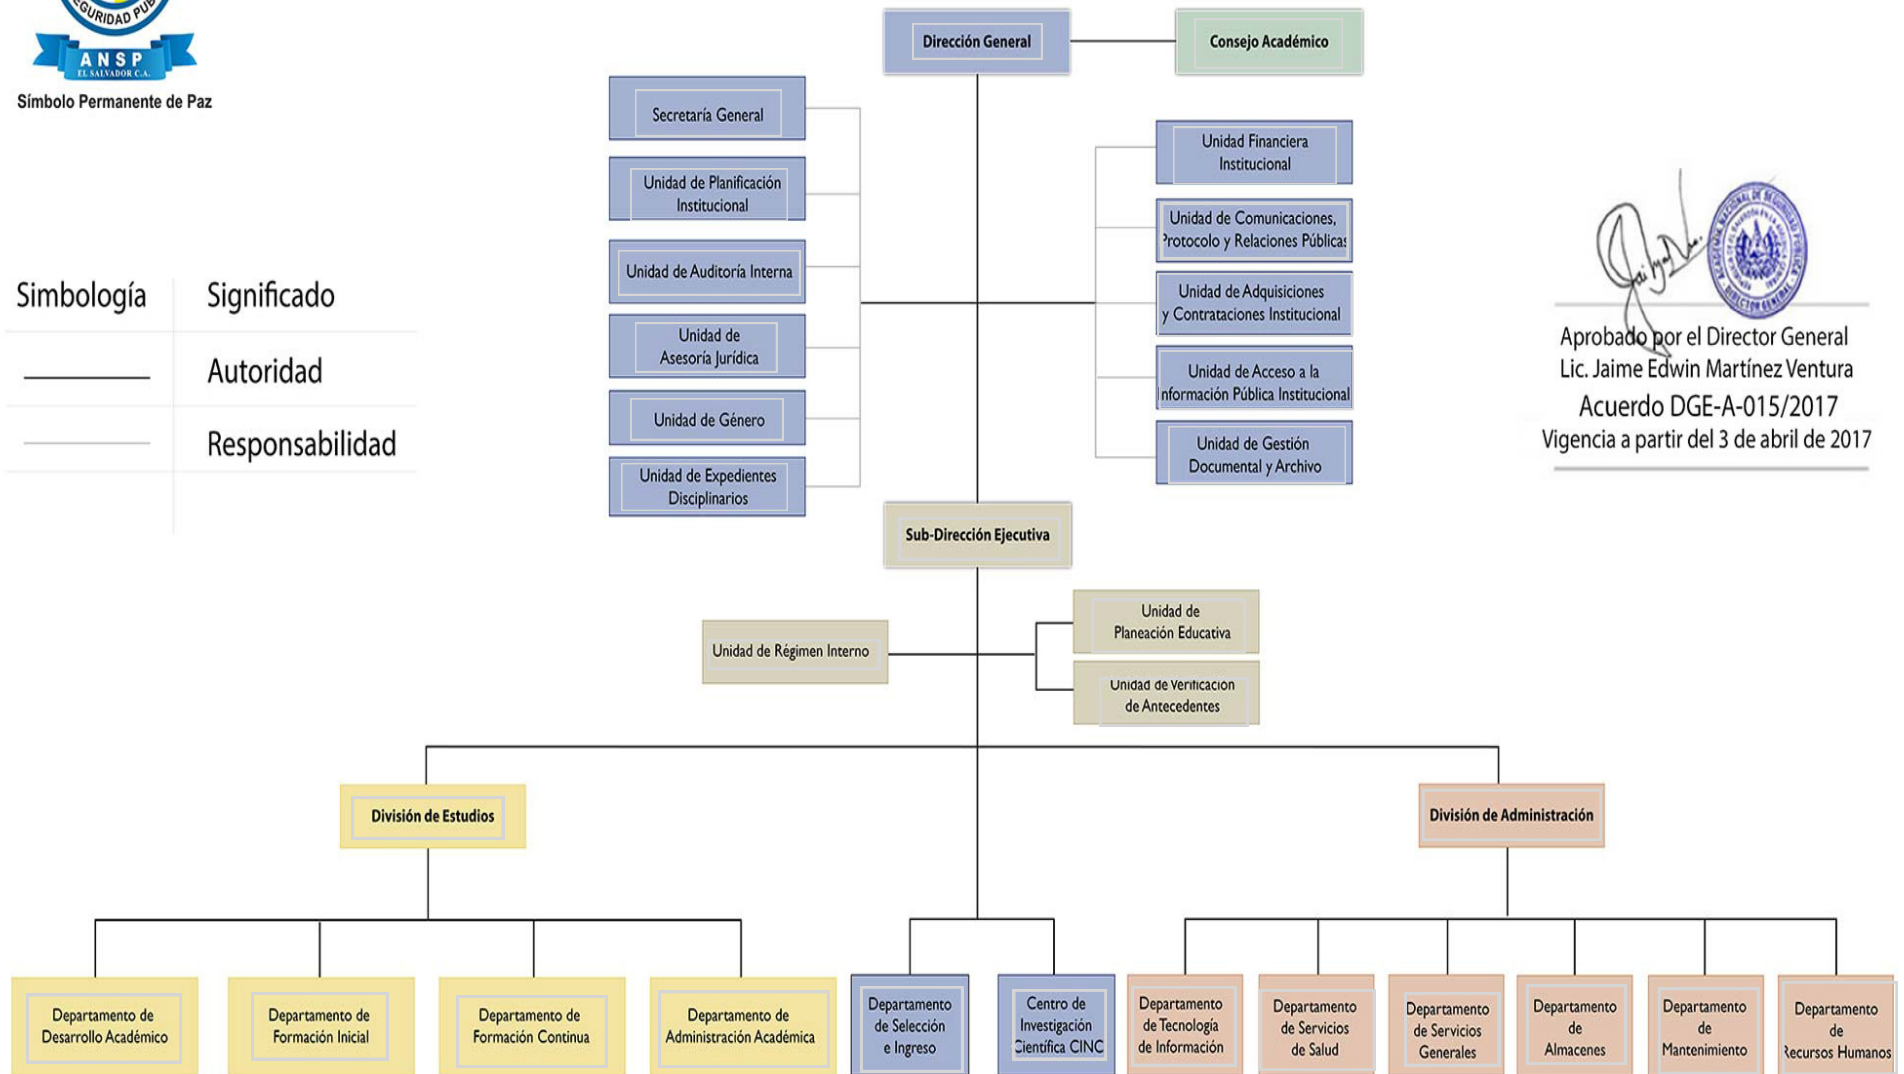 SEGURIDAD PUB
ANSP
EL SALVADOR C.A.
Símbolo Permanente de Paz
Dirección General
Consejo Académico
Secretaría General
Unidad de Planificación
Institucional
Unidad de Auditoría Interna
Unidad de
Asesoría Jurídica
Unidad de Género
Unidad de Expedientes
Disciplinarios
Unidad Financiera
Institucional
Unidad de Comunicaciones,
Protocolo y Relaciones Públicas
Unidad de Adquisiciones
y Contrataciones Institucional
Unidad de Acceso a la
Información Pública Institucional
Unidad de Gestión
Documental y Archivo
Simbología Significado
Autoridad
Responsabilidad
ACADEMIA NACIONAL DE SEGURIDAD PÚBLICA
DIRECTOR GENERAL
Aprobado por el Director General
Lic. Jaime Edwin Martínez Ventura
Acuerdo DGE-A-015/2017
Vigencia a partir del 3 de abril de 2017
Sub-Dirección Ejecutiva
Unidad de Régimen Interno
Unidad de
Planeación Educativa
Unidad de Verificación
de Antecedentes
División de Estudios
División de Administración
Departamento de
Desarrollo Académico
Departamento de
Formación Inicial
Departamento de
Formación Continua
Departamento de
Administración Académica
Departamento
de Selección
e Ingreso
Centro de
Investigación
Científica CINC
Departamento
de Tecnología
de Información
Departamento
de Servicios
de Salud
Departamento
de Servicios
Generales
Departamento
de
Almacenes
Departamento
de
Mantenimiento
Departamento
de
Recursos Humanos